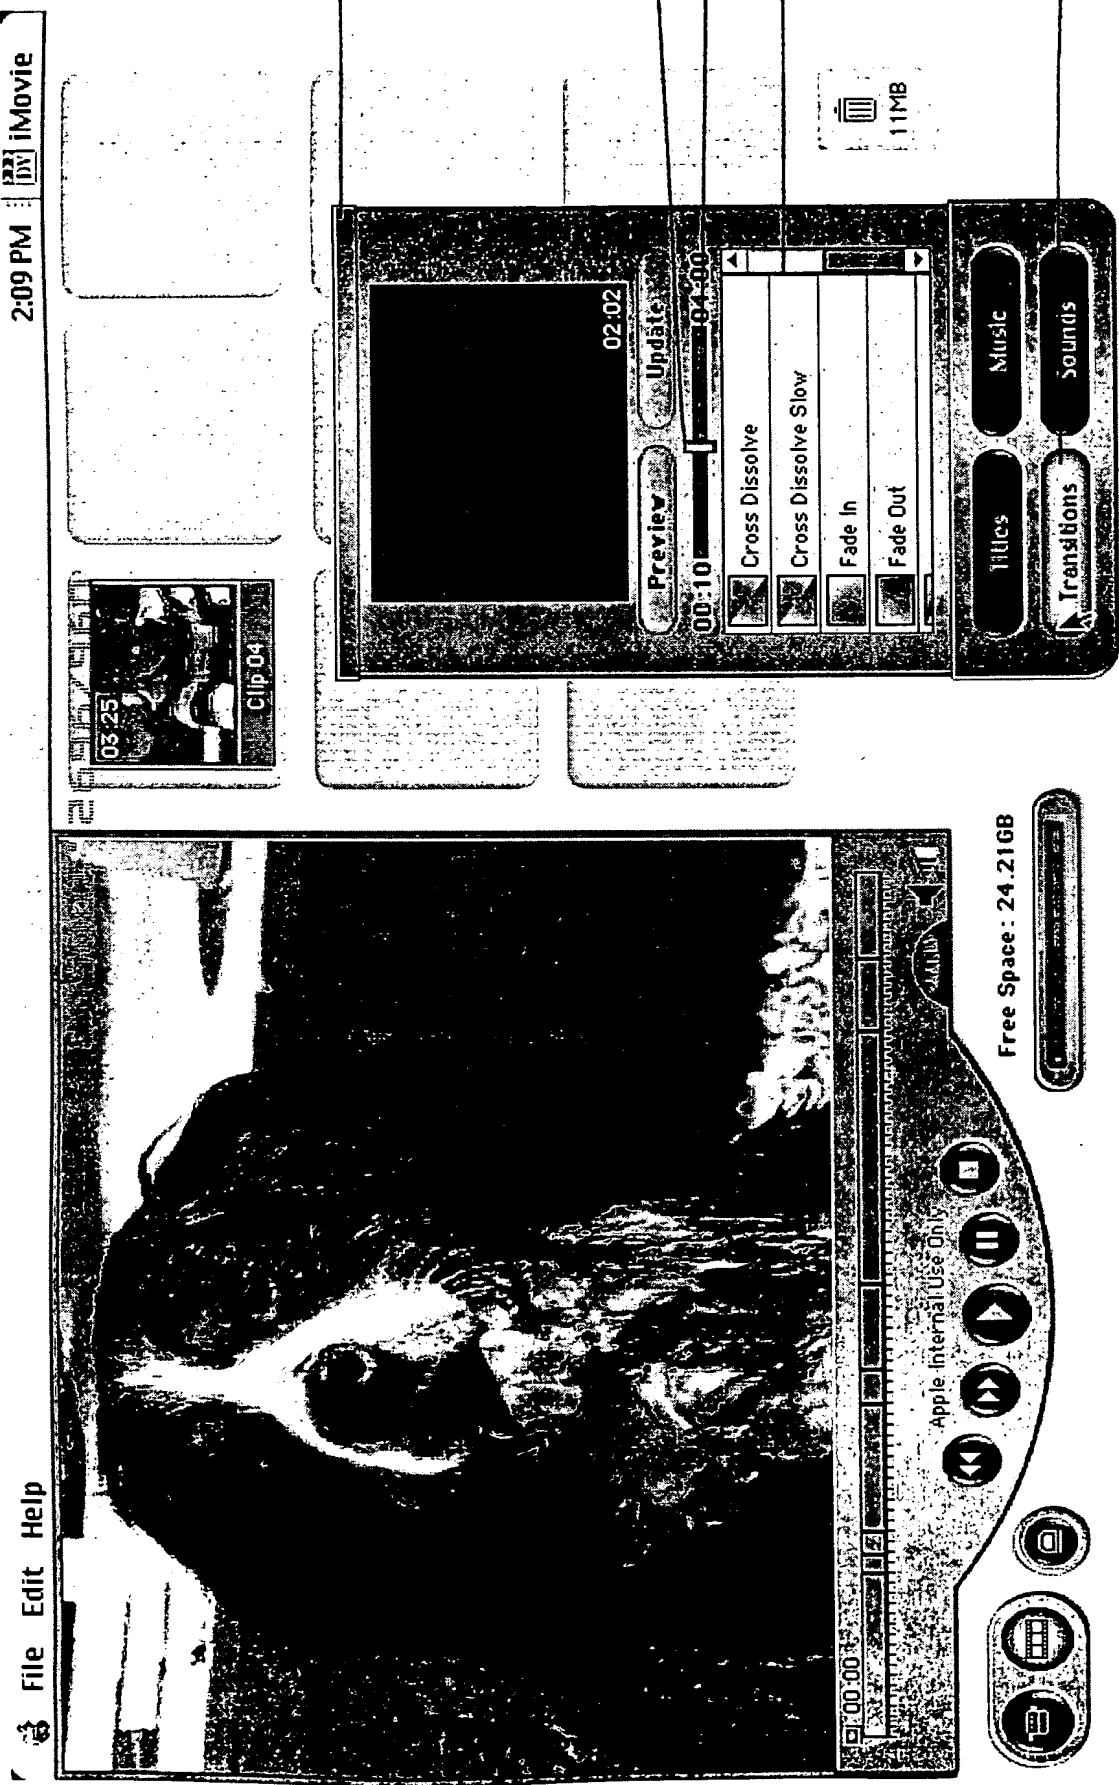 File Edit Help
2:09 PM
iMovie
03:25
Clip 04
02:02
Preview
Update
00:10
04:00
Cross Dissolve
Cross Dissolve Slow
Fade In
Fade Out
Titles
Music
Transitions
Sounds
11MB
00:00
Apple Internal Use Only
Free Space: 24.21GB
DV